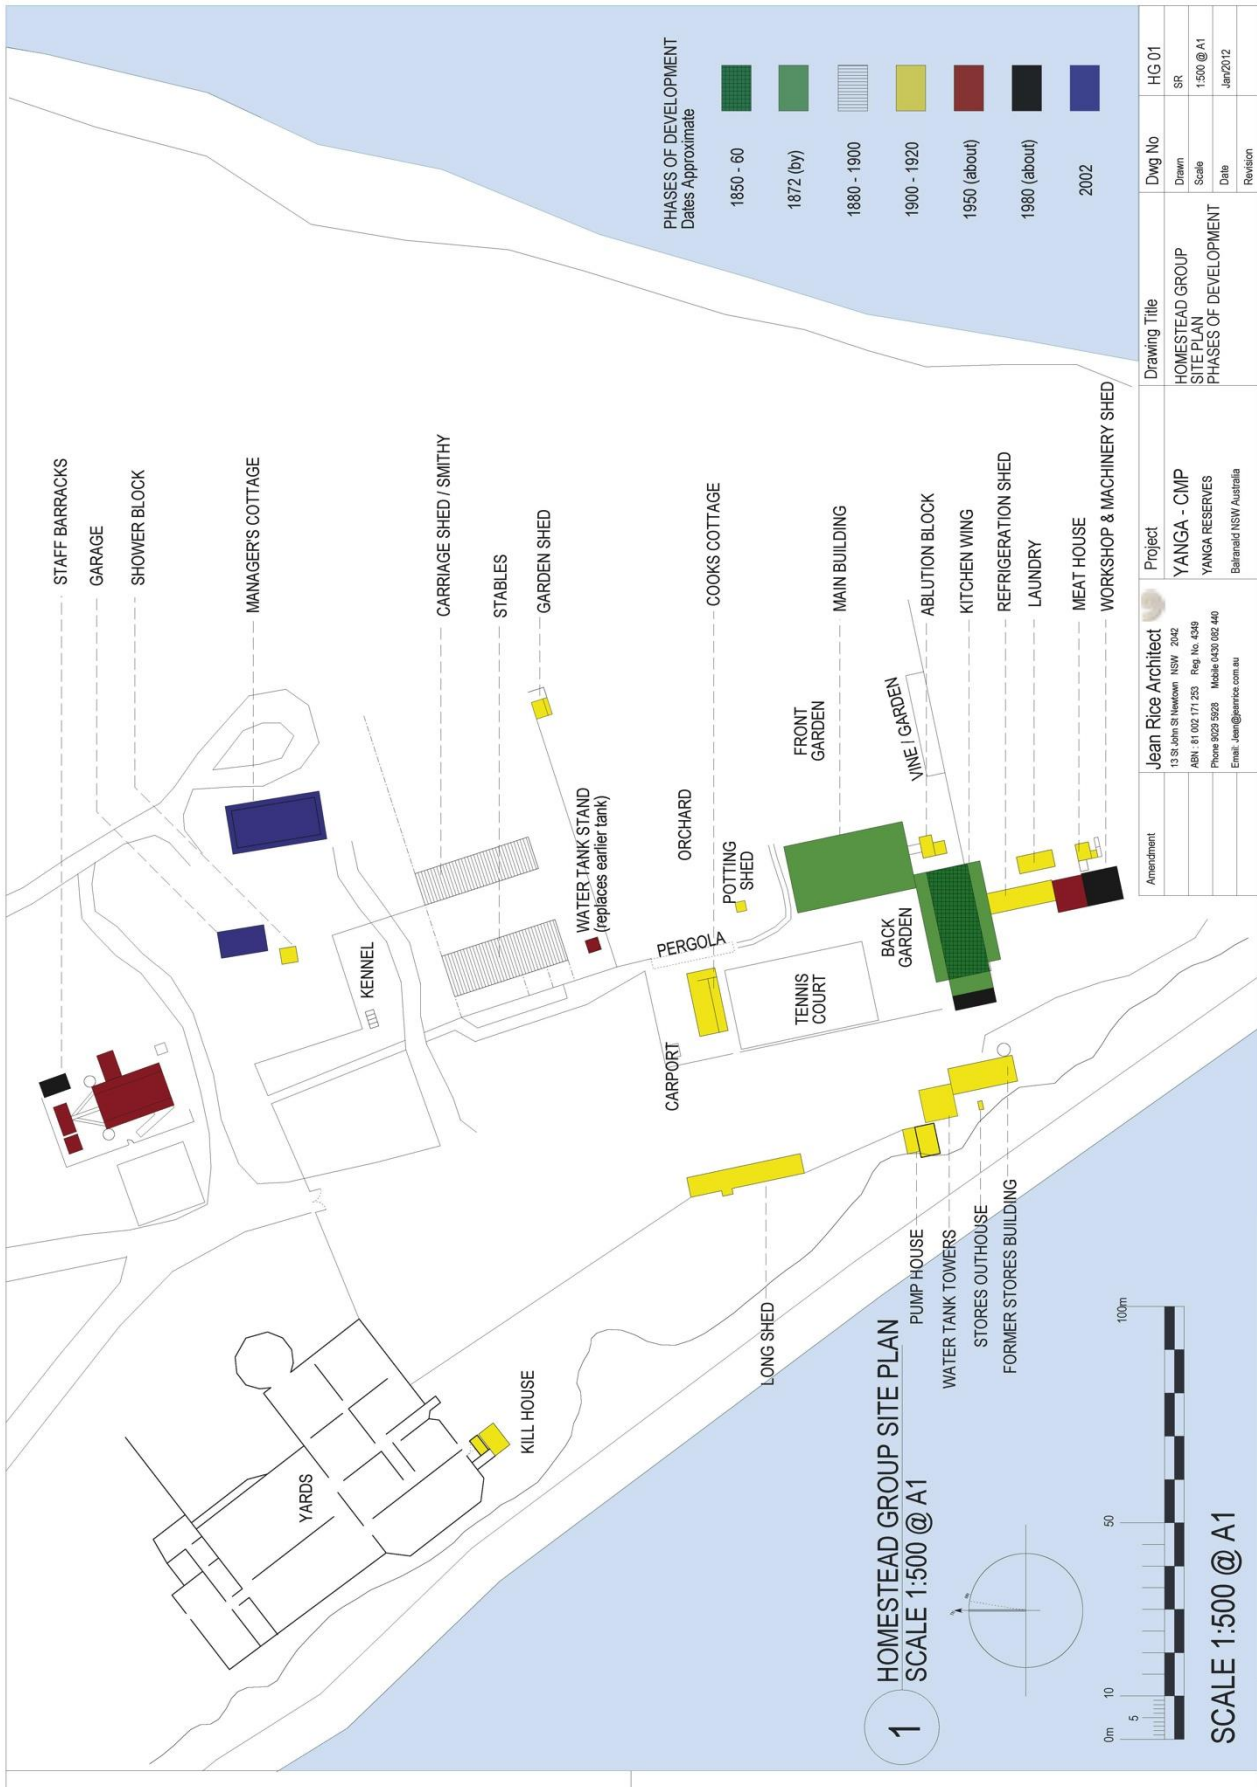 STAFF BARRACKS
GARAGE
SHOWER BLOCK
MANAGER'S COTTAGE
CARRIAGE SHED / SMITHY
STABLES
GARDEN SHED
WATER TANK STAND
(replaces earlier tank)
KENNEL
COOKS COTTAGE
ORCHARD
POTTING
SHED
PERGOLA
CARPORT
TENNIS
COURT
FRONT
GARDEN
MAIN BUILDING
BACK
GARDEN
VINE | GARDEN
ABLUTION BLOCK
KITCHEN WING
REFRIGERATION SHED
LAUNDRY
MEAT HOUSE
WORKSHOP & MACHINERY SHED
YARDS
KILL HOUSE
LONG SHED
PUMP HOUSE
WATER TANK TOWERS
STORES OUTHOUSE
FORMER STORES BUILDING
PHASES OF DEVELOPMENT
Dates Approximate
1850 - 60
1872 (by)
1880 - 1900
1900 - 1920
1950 (about)
1980 (about)
2002
1
HOMESTEAD GROUP SITE PLAN
SCALE 1:500 @ A1
0m 5 10 50 100m
SCALE 1:500 @ A1
Amendment
Jean Rice Architect
13 St John St Newtown NSW 2042
ABN : 81 002 171 253 Reg. No. 4349
Phone 9029 5928 Mobile 0430 082 440
Email: Jean@jeanrice.com.au
Project
YANGA - CMP
YANGA RESERVES
Balranald NSW Australia
Drawing Title
HOMESTEAD GROUP
SITE PLAN
PHASES OF DEVELOPMENT
Dwg No HG 01
Drawn SR
Scale 1:500 @ A1
Date Jan/2012
Revision